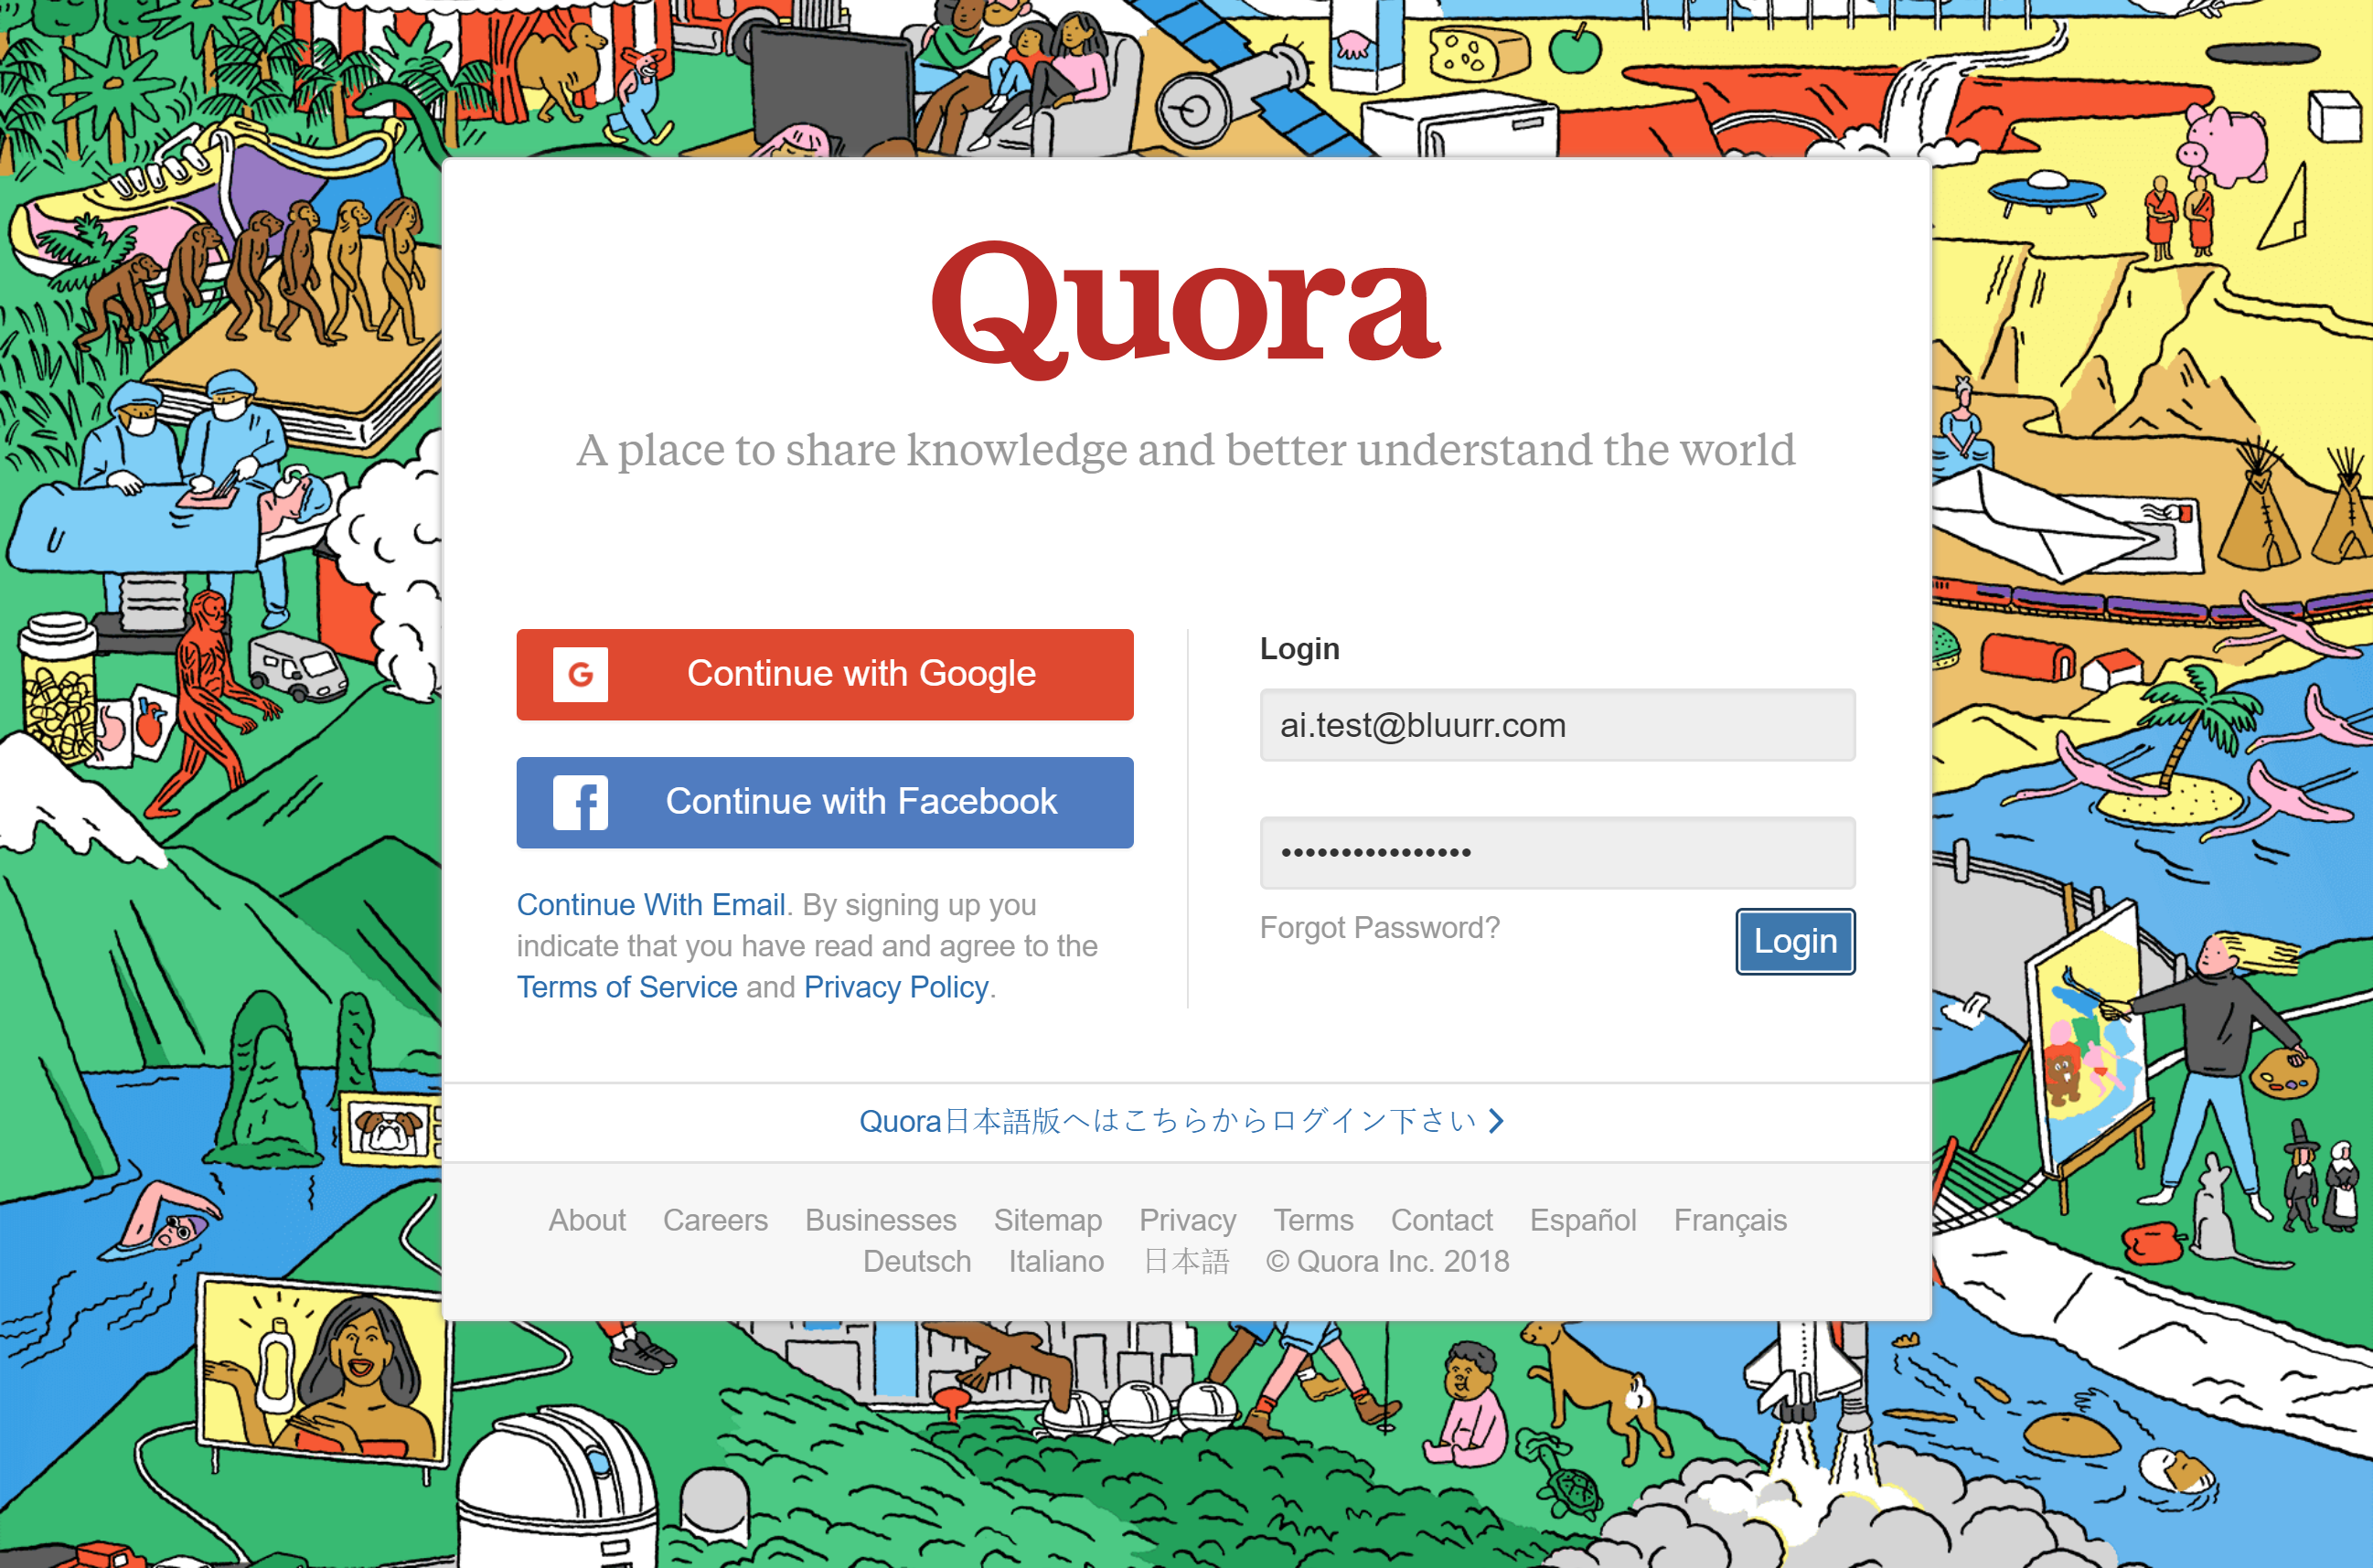 Quora
A place to share knowledge and better understand the world
G Continue with Google
f Continue with Facebook
Continue With Email. By signing up you
indicate that you have read and agree to the
Terms of Service and Privacy Policy.
Login
ai.test@bluurr.com
••••••••••••••••
Forgot Password?
Login
Quora日本語版へはこちらからログイン下さい
About Careers Businesses Sitemap Privacy Terms Contact Español Français
Deutsch Italiano 日本語 © Quora Inc. 2018